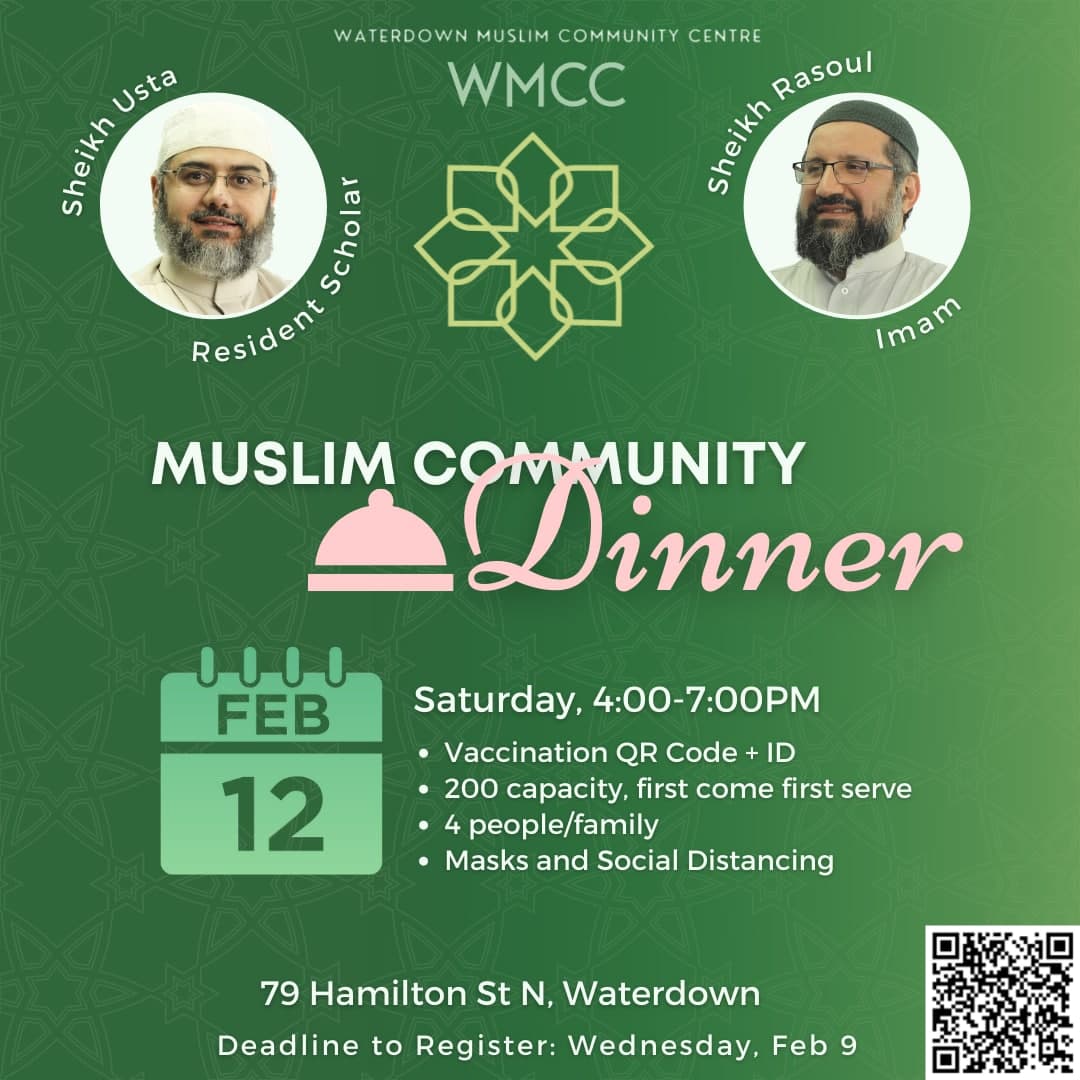 WATERDOWN MUSLIM COMMUNITY CENTRE
WMCC
Sheikh Usta
Resident Scholar
Sheikh Rasoul
Imam
MUSLIM COMMUNITY
Dinner
FEB
12
Saturday, 4:00-7:00PM
• Vaccination QR Code + ID
• 200 capacity, first come first serve
• 4 people/family
• Masks and Social Distancing
79 Hamilton St N, Waterdown
Deadline to Register: Wednesday, Feb 9